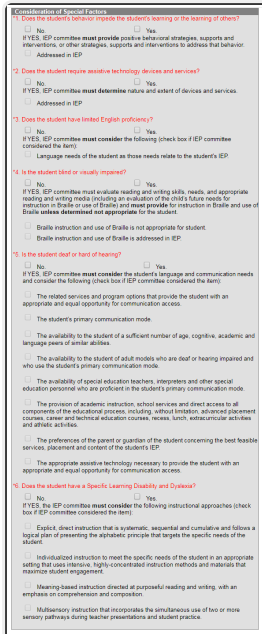 Consideration of Special Factors
*1. Does the student's behavior impede the student's learning or the learning of others?
No. Yes.
If YES, IEP committee must provide positive behavioral strategies, supports and
interventions, or other strategies, supports and interventions to address that behavior.
Addressed in IEP
*2. Does the student require assistive technology devices and services?
No. Yes.
If YES, IEP committee must determine nature and extent of devices and services.
Addressed in IEP
*3. Does the student have limited English proficiency?
No. Yes.
If YES, IEP committee must consider the following (check box if IEP committee
considered the item):
Language needs of the student as those needs relate to the student's IEP.
*4. Is the student blind or visually impaired?
No. Yes.
If YES, IEP committee must evaluate reading and writing skills, needs, and appropriate
reading and writing media (including an evaluation of the child's future needs for
instruction in Braille or use of Braille) and must provide for instruction in Braille and use of
Braille unless determined not appropriate for the student.
Braille instruction and use of Braille is not appropriate for student.
Braille instruction and use of Braille is addressed in IEP.
*5. Is the student deaf or hard of hearing?
No. Yes.
If YES, IEP committee must consider the student's language and communication needs
and consider the following (check box if IEP committee considered the item):
The related services and program options that provide the student with an
appropriate and equal opportunity for communication access.
The student's primary communication mode.
The availability to the student of a sufficient number of age, cognitive, academic and
language peers of similar abilities.
The availability to the student of adult models who are deaf or hearing impaired and
who use the student's primary communication mode.
The availability of special education teachers, interpreters and other special
education personnel who are proficient in the student's primary communication mode.
The provision of academic instruction, school services and direct access to all
components of the educational process, including, without limitation, advanced placement
courses, career and technical education courses, recess, lunch, extracurricular activities
and athletic activities.
The preferences of the parent or guardian of the student concerning the best feasible
services, placement and content of the student's IEP.
The appropriate assistive technology necessary to provide the student with an
appropriate and equal opportunity for communication access.
*6. Does the student have a Specific Learning Disability and Dyslexia?
No. Yes.
If YES, the IEP committee must consider the following instructional approaches (check
box if IEP committee considered the item):
Explicit, direct instruction that is systematic, sequential and cumulative and follows a
logical plan of presenting the alphabetic principle that targets the specific needs of the
student.
Individualized instruction to meet the specific needs of the student in an appropriate
setting that uses intensive, highly-concentrated instruction methods and materials that
maximize student engagement.
Meaning-based instruction directed at purposeful reading and writing, with an
emphasis on comprehension and composition.
Multisensory instruction that incorporates the simultaneous use of two or more
sensory pathways during teacher presentations and student practice.